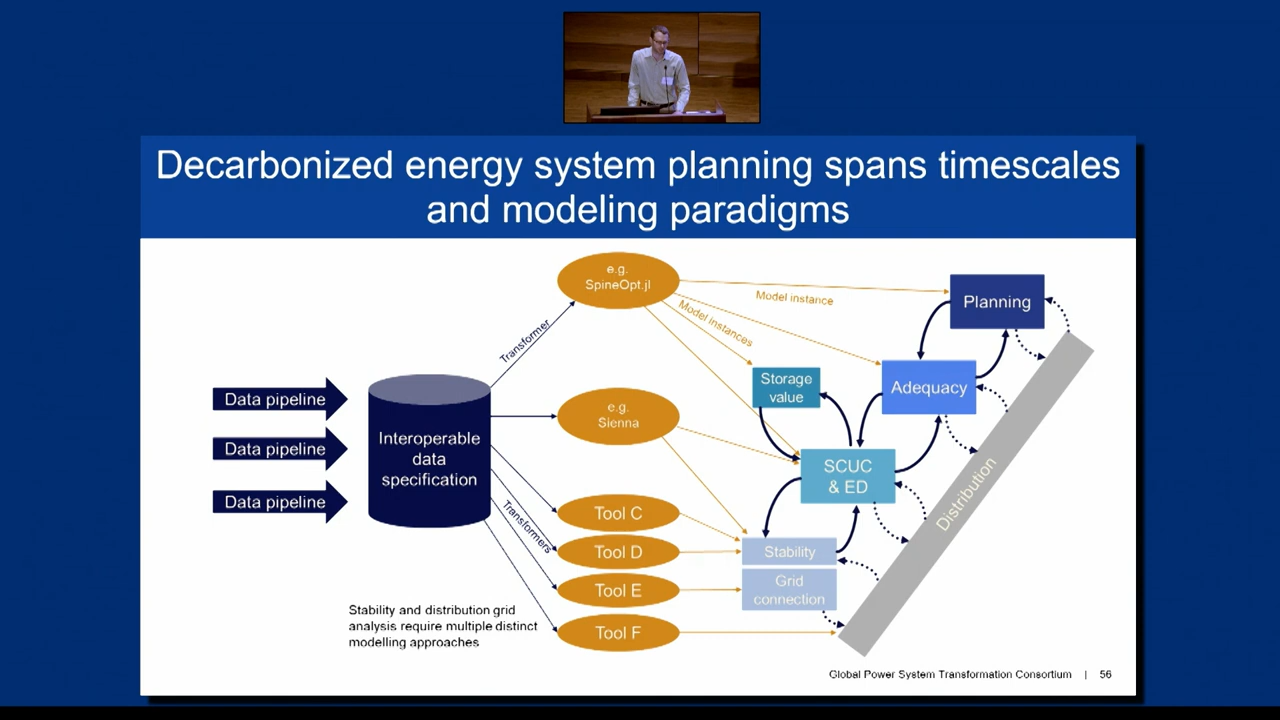 Decarbonized energy system planning spans timescales
and modeling paradigms
e.g.
SpineOpt.jl
Model instance
Planning
Model instances
Transformer
Storage
value
Adequacy
Data pipeline
Data pipeline
Data pipeline
Interoperable
data
specification
e.g.
Sienna
SCUC
& ED
Distribution
Transformers
Tool C
Tool D
Tool E
Tool F
Stability
Grid
connection
Stability and distribution grid
analysis require multiple distinct
modelling approaches
Global Power System Transformation Consortium | 56